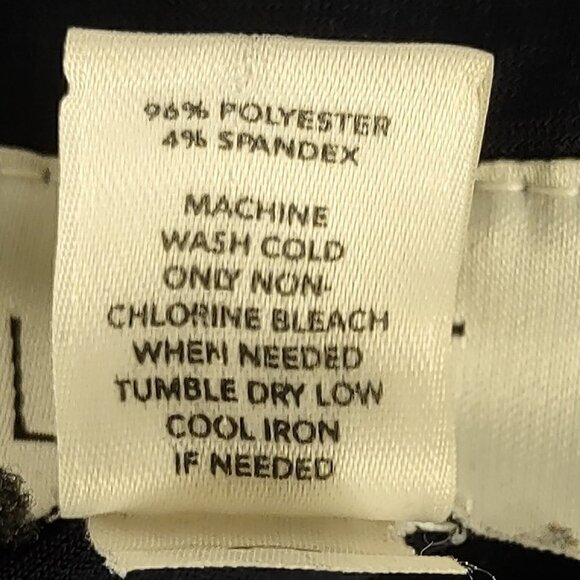 96% POLYESTER
4% SPANDEX
MACHINE
WASH COLD
ONLY NON-
CHLORINE BLEACH
WHEN NEEDED
TUMBLE DRY LOW
COOL IRON
IF NEEDED
L